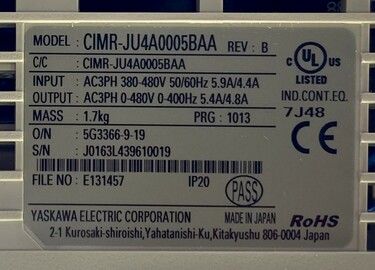 MODEL : CIMR-JU4A0005BAA REV : B
C/C : CIMR-JU4A0005BAA
INPUT : AC3PH 380-480V 50/60Hz 5.9A/4.4A
OUTPUT : AC3PH 0-480V 0-400Hz 5.4A/4.8A
MASS : 1.7kg PRG : 1013
O/N : 5G3366-9-19
S/N : J0163L439610019
FILE NO : E131457 IP20
PASS
YASKAWA ELECTRIC CORPORATION MADE IN JAPAN
2-1 Kurosaki-shiroishi,Yahatanishi-Ku,Kitakyushu 806-0004 Japan
C UL US
LISTED
IND.CONT.EQ.
7J48
CE
RoHS